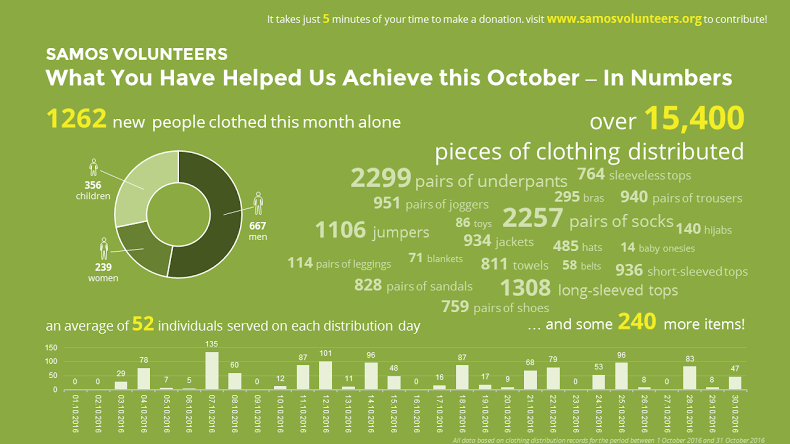 It takes just 5 minutes of your time to make a donation. visit www.samosvolunteers.org to contribute!
SAMOS VOLUNTEERS
What You Have Helped Us Achieve this October – In Numbers
1262 new people clothed this month alone
over 15,400
pieces of clothing distributed
356
children
667
men
239
women
2299 pairs of underpants
764 sleeveless tops
951 pairs of joggers
295 bras
940 pairs of trousers
1106 jumpers
86 toys
2257 pairs of socks
140 hijabs
934 jackets
485 hats
14 baby onesies
114 pairs of leggings
71 blankets
811 towels
58 belts
936 short-sleeved tops
828 pairs of sandals
1308 long-sleeved tops
759 pairs of shoes
an average of 52 individuals served on each distribution day
... and some 240 more items!
150
100
50
0
0 0 29 78 7 5 135 60 0 12 87 101 11 96 48 0 16 87 17 9 68 79 0 53 96 8 0 83 8 47
01.10.2016 02.10.2016 03.10.2016 04.10.2016 05.10.2016 06.10.2016 07.10.2016 08.10.2016 09.10.2016 10.10.2016 11.10.2016 12.10.2016 13.10.2016 14.10.2016 15.10.2016 16.10.2016 17.10.2016 18.10.2016 19.10.2016 20.10.2016 21.10.2016 22.10.2016 23.10.2016 24.10.2016 25.10.2016 26.10.2016 27.10.2016 28.10.2016 29.10.2016 30.10.2016
All data based on clothing distribution records for the period between 1 October 2016 and 31 October 2016